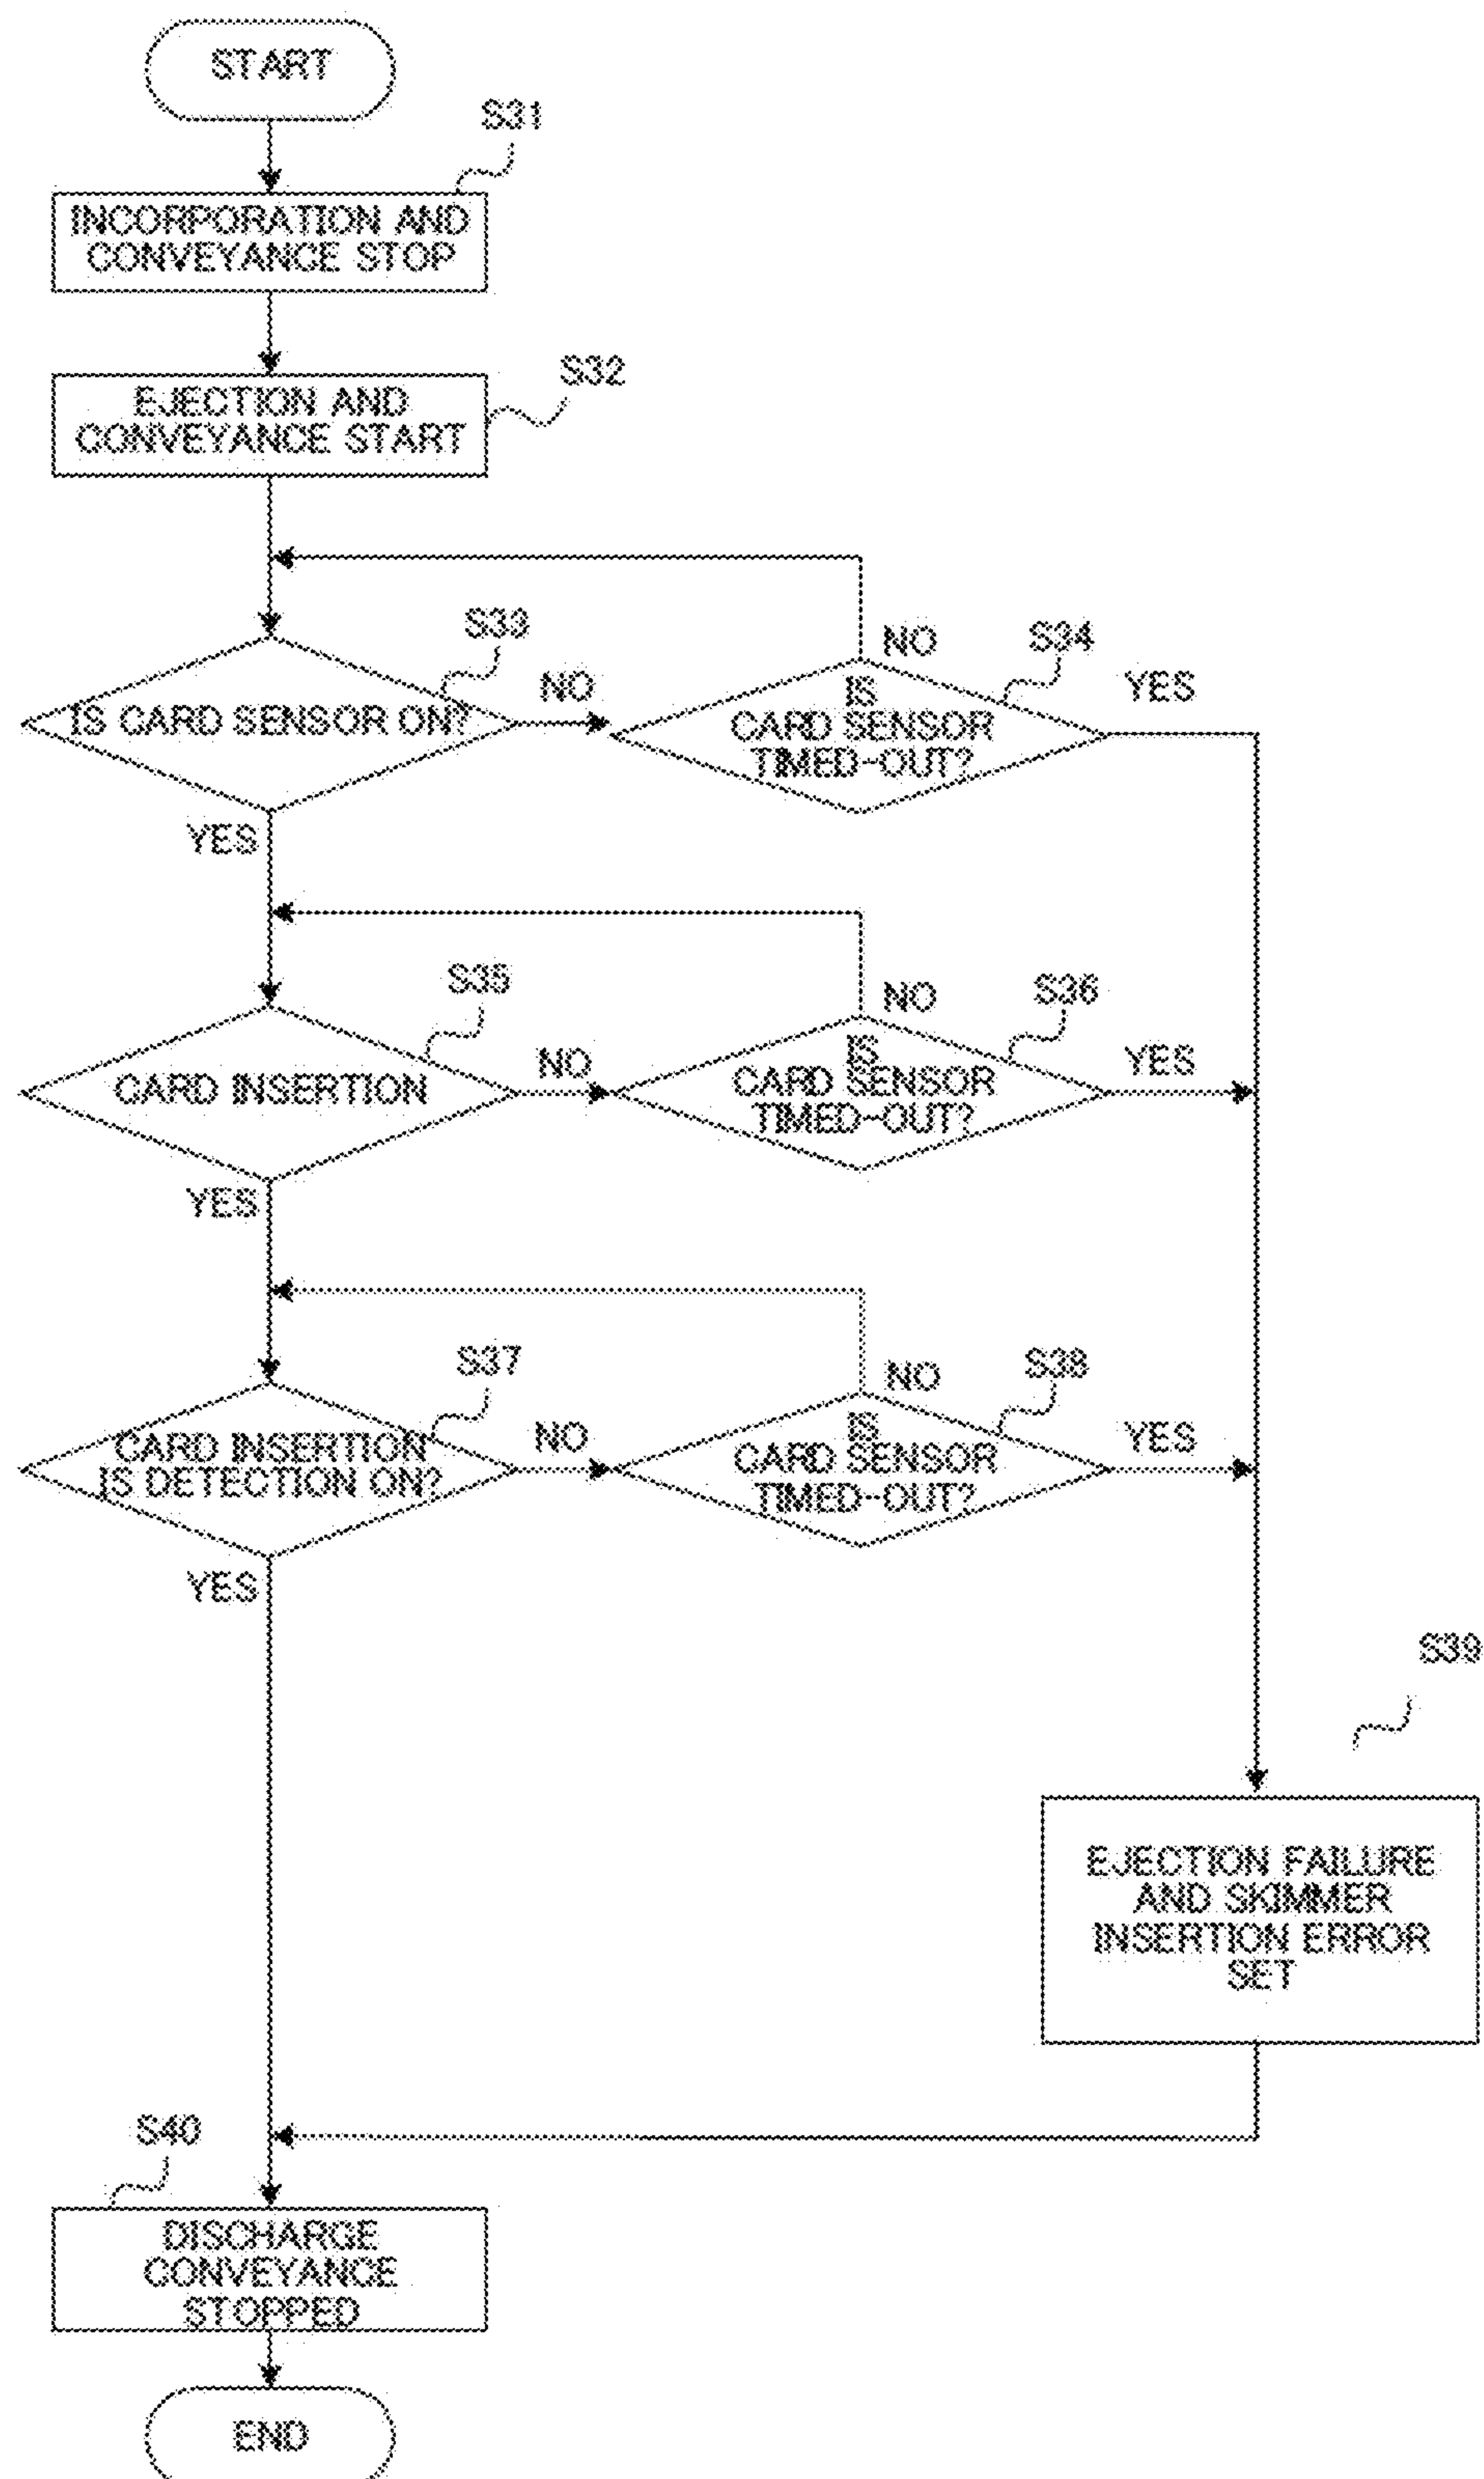 START
S31
INCORPORATION AND
CONVEYANCE STOP
S32
EJECTION AND
CONVEYANCE START
S33
IS CARD SENSOR ON?
NO
YES
S34
IS
CARD SENSOR
TIMED-OUT?
NO
YES
S35
CARD INSERTION
NO
YES
S36
IS
CARD SENSOR
TIMED-OUT?
NO
YES
S37
CARD INSERTION
IS DETECTION ON?
NO
YES
S38
IS
CARD SENSOR
TIMED-OUT?
NO
YES
S39
EJECTION FAILURE
AND SKIMMER
INSERTION ERROR
SET
S40
DISCHARGE
CONVEYANCE
STOPPED
END